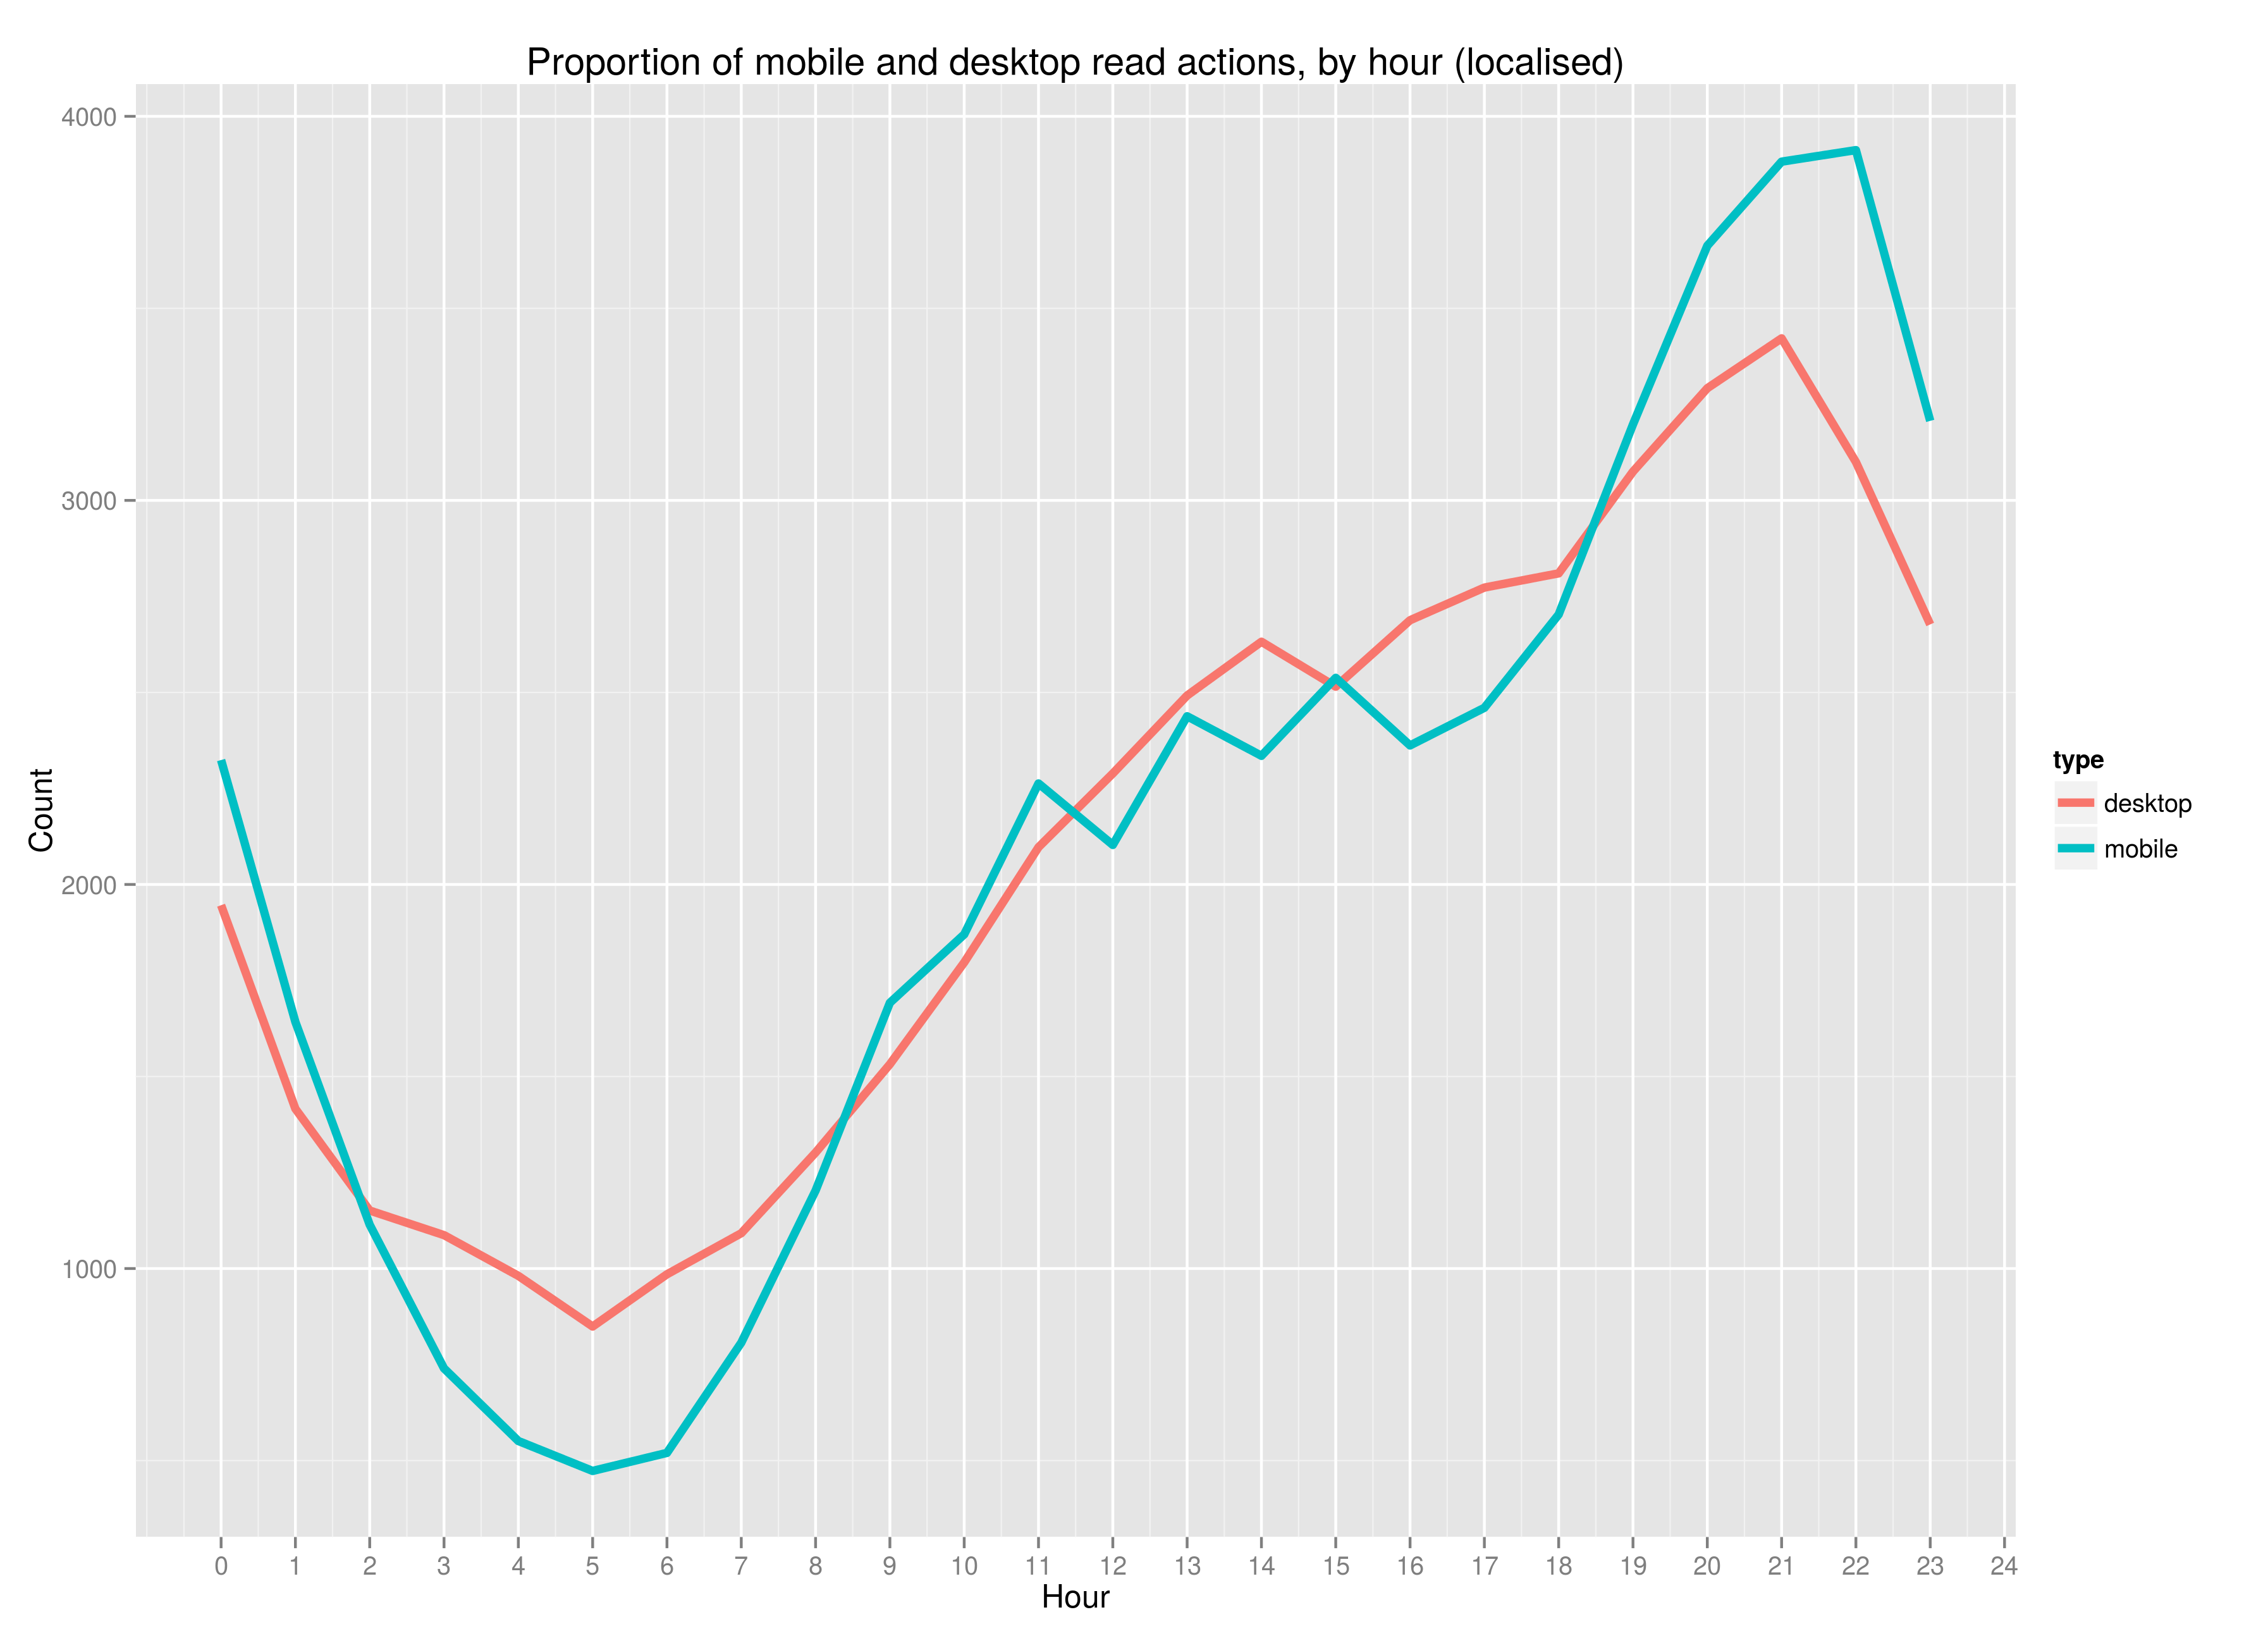 Proportion of mobile and desktop read actions, by hour (localised)
4000
3000
2000
1000
Count
0 1 2 3 4 5 6 7 8 9 10 11 12 13 14 15 16 17 18 19 20 21 22 23 24
Hour
type
desktop
mobile